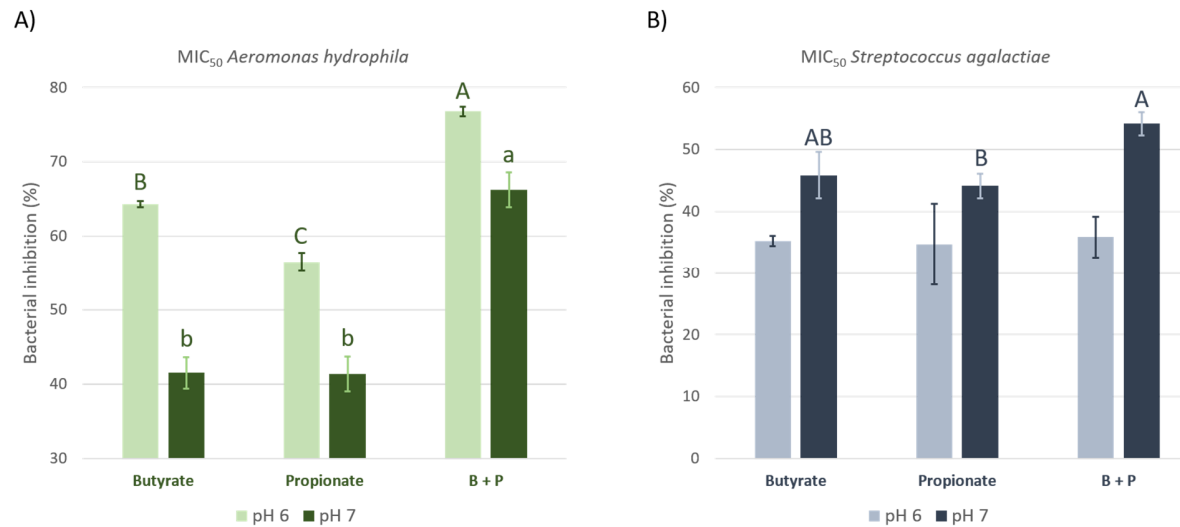 A)
MIC₅₀ Aeromonas hydrophila
Bacterial inhibition (%)
80
70
60
50
40
30
B
b
C
b
A
a
Butyrate
Propionate
B + P
pH 6
pH 7
B)
MIC₅₀ Streptococcus agalactiae
Bacterial inhibition (%)
60
50
40
30
20
10
0
AB
B
A
Butyrate
Propionate
B + P
pH 6
pH 7